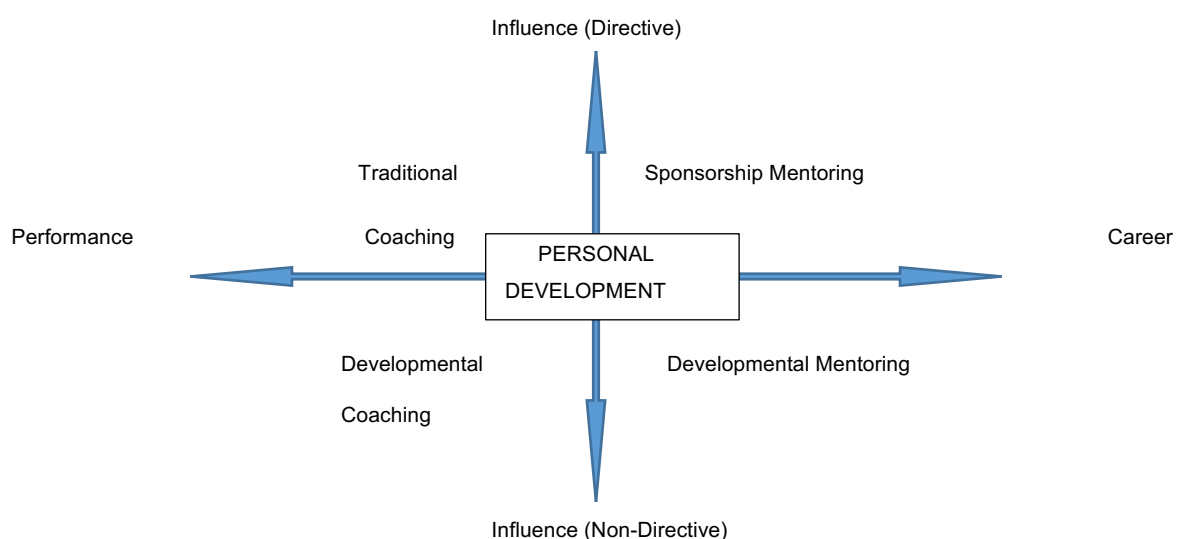 Influence (Directive)
Traditional
Sponsorship Mentoring
Performance
Coaching
Career
PERSONAL
DEVELOPMENT
Developmental
Developmental Mentoring
Coaching
Influence (Non-Directive)